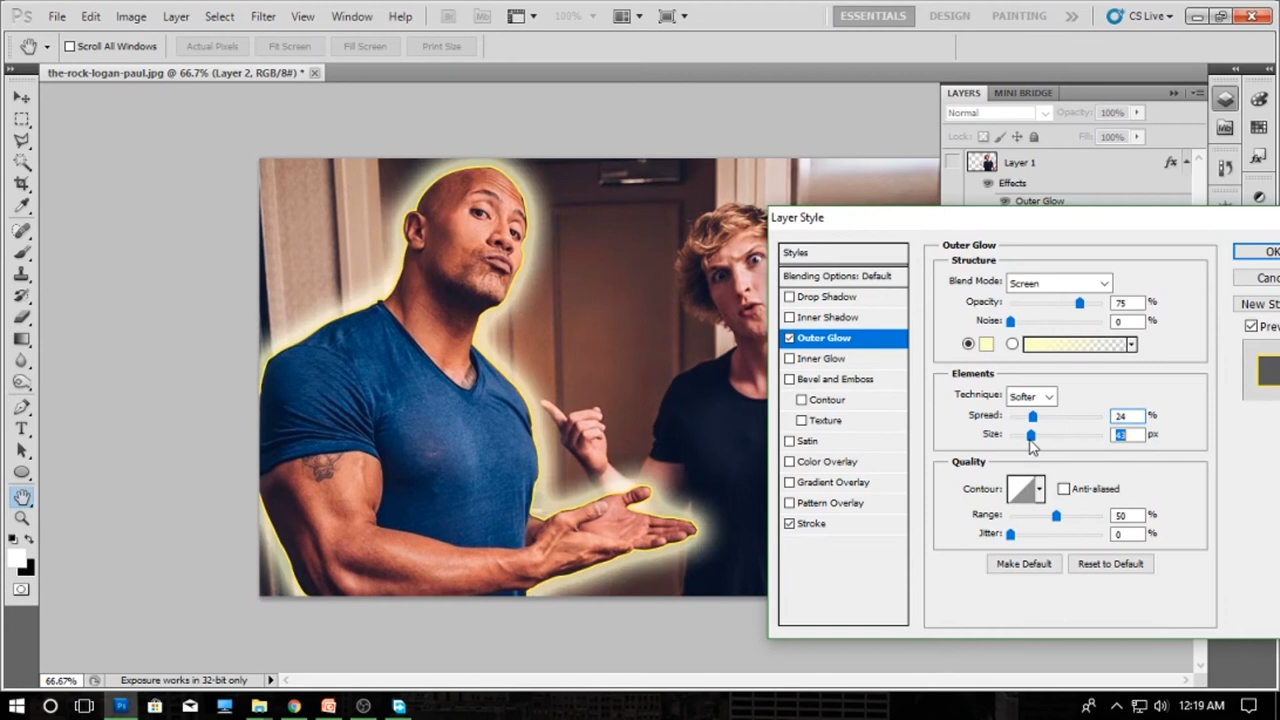 Ps File Edit Image Layer Select Filter View Window Help Mb 100% ESSENTIALS DESIGN PAINTING CS Live
Scroll All Windows Actual Pixels Fit Screen Fill Screen Print Size
the-rock-logan-paul.jpg @ 66.7% (Layer 2, RGB/8#) *
LAYERS MINI BRIDGE
Normal Opacity: 100%
Lock: Fill: 100%
Layer 1 fx
Effects
Outer Glow
Layer Style
Styles
Blending Options: Default
Drop Shadow
Inner Shadow
Outer Glow
Inner Glow
Bevel and Emboss
Contour
Texture
Satin
Color Overlay
Gradient Overlay
Pattern Overlay
Stroke
Outer Glow
Structure
Blend Mode: Screen
Opacity: 75 %
Noise: 0 %
Elements
Technique: Softer
Spread: 24 %
Size: 43 px
Quality
Contour: Anti-aliased
Range: 50 %
Jitter: 0 %
Make Default Reset to Default
OK
Canc
New St
Prev
66.67% Exposure works in 32-bit only
12:19 AM